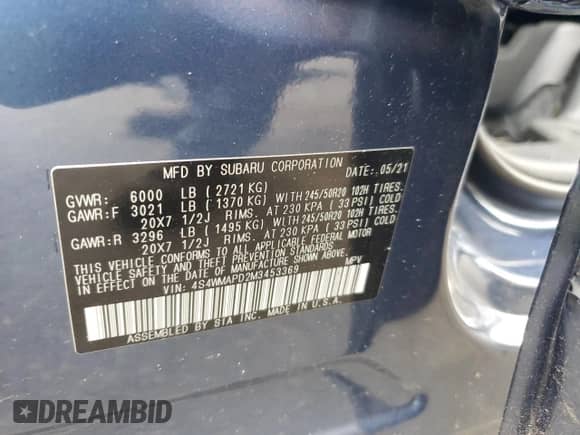 MFD BY SUBARU CORPORATION DATE: 05/21
GVWR: 6000 LB ( 2721 KG)
GAWR:F 3021 LB ( 1370 KG) WITH 245/50R20 102H TIRES,
20X7 1/2J RIMS, AT 230 KPA ( 33 PSI) COLD
GAWR:R 3296 LB ( 1495 KG) WITH 245/50R20 102H TIRES,
20X7 1/2J RIMS, AT 230 KPA ( 33 PSI) COLD
THIS VEHICLE CONFORMS TO ALL APPLICABLE FEDERAL MOTOR
VEHICLE SAFETY AND THEFT PREVENTION STANDARDS
IN EFFECT ON THE DATE OF MANUFACTURE SHOWN ABOVE.
VIN: 4S4WMAPD2M3453369 MPV
ASSEMBLED BY SIA INC. MADE IN U.S.A.
DREAMBID